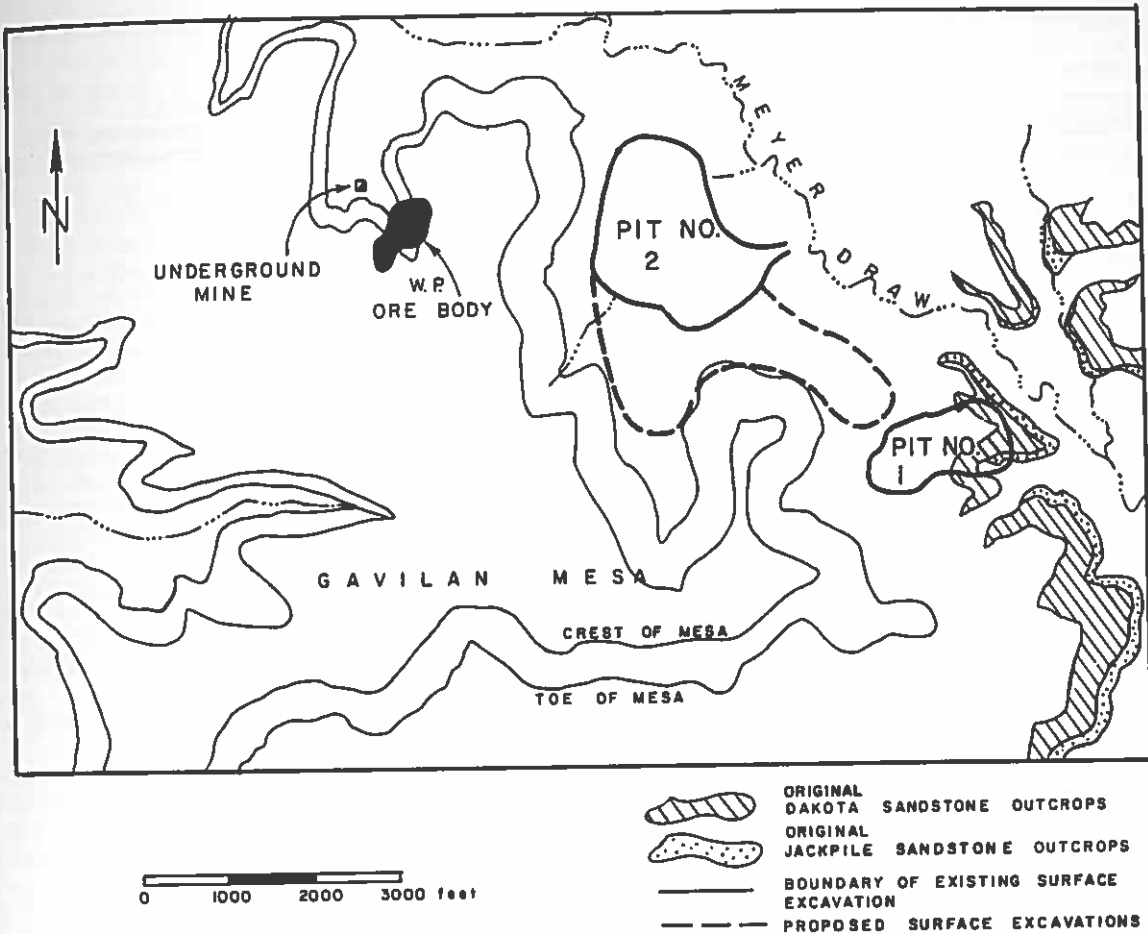 N
MEYER DRAW
PIT NO.
2
UNDERGROUND
MINE
W.P.
ORE BODY
PIT NO.
1
GAVILAN MESA
CREST OF MESA
TOE OF MESA
ORIGINAL
DAKOTA SANDSTONE OUTCROPS
ORIGINAL
JACKPILE SANDSTONE OUTCROPS
BOUNDARY OF EXISTING SURFACE
EXCAVATION
PROPOSED SURFACE EXCAVATIONS
0 1000 2000 3000 feet